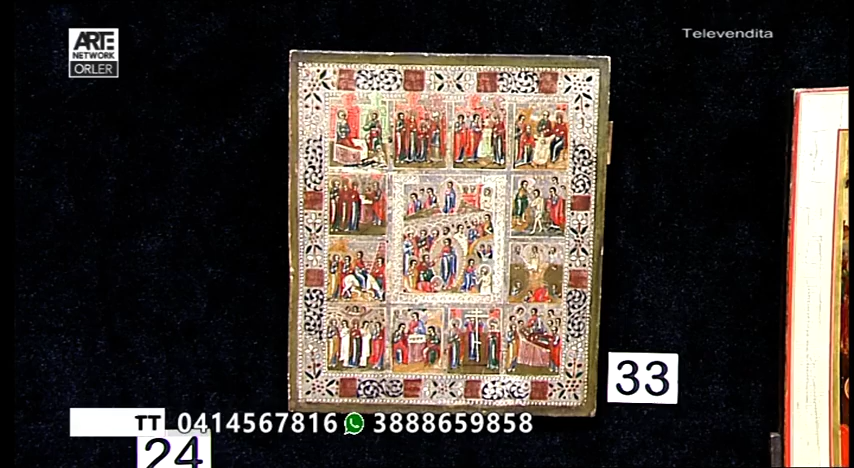 ARTE
NETWORK
ORLER
Televendita
33
TT 0414567816 3888659858
24